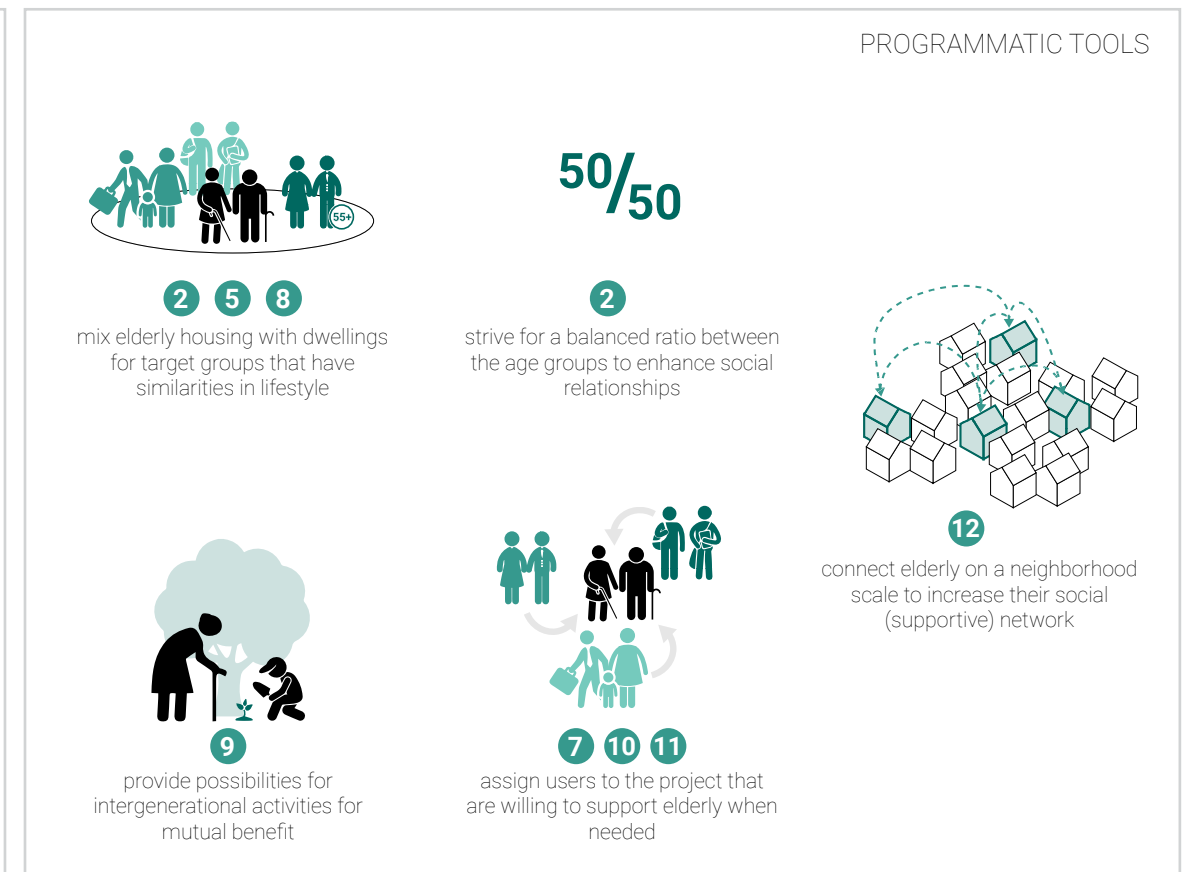 PROGRAMMATIC TOOLS
55+
2 5 8
mix elderly housing with dwellings
for target groups that have
similarities in lifestyle
50/50
2
strive for a balanced ratio between
the age groups to enhance social
relationships
12
connect elderly on a neighborhood
scale to increase their social
(supportive) network
9
provide possibilities for
intergenerational activities for
mutual benefit
7 10 11
assign users to the project that
are willing to support elderly when
needed